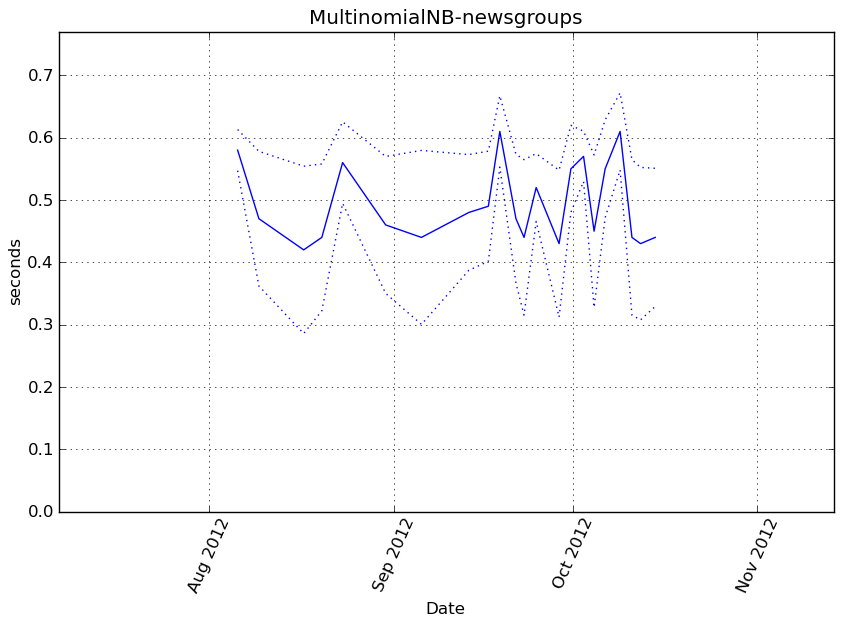 MultinomialNB-newsgroups
0.7
0.6
0.5
0.4
0.3
0.2
0.1
0.0
seconds
Aug 2012
Sep 2012
Oct 2012
Nov 2012
Date